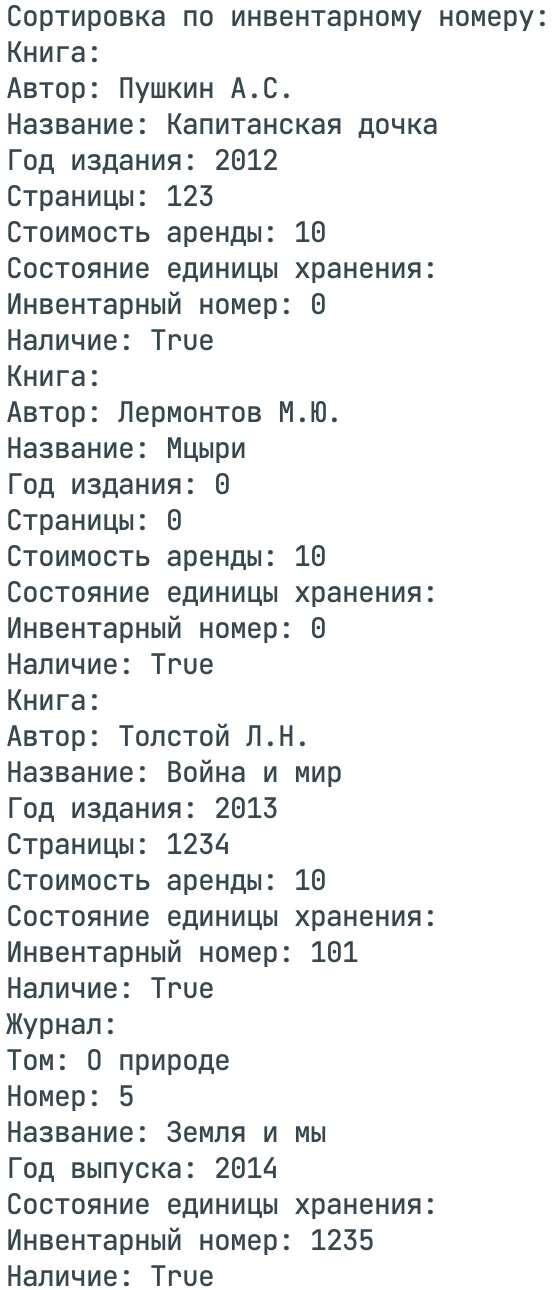 Сортировка по инвентарному номеру:
Книга:
Автор: Пушкин А.С.
Название: Капитанская дочка
Год издания: 2012
Страницы: 123
Стоимость аренды: 10
Состояние единицы хранения:
Инвентарный номер: 0
Наличие: True
Книга:
Автор: Лермонтов М.Ю.
Название: Мцыри
Год издания: 0
Страницы: 0
Стоимость аренды: 10
Состояние единицы хранения:
Инвентарный номер: 0
Наличие: True
Книга:
Автор: Толстой Л.Н.
Название: Война и мир
Год издания: 2013
Страницы: 1234
Стоимость аренды: 10
Состояние единицы хранения:
Инвентарный номер: 101
Наличие: True
Журнал:
Том: О природе
Номер: 5
Название: Земля и мы
Год выпуска: 2014
Состояние единицы хранения:
Инвентарный номер: 1235
Наличие: True